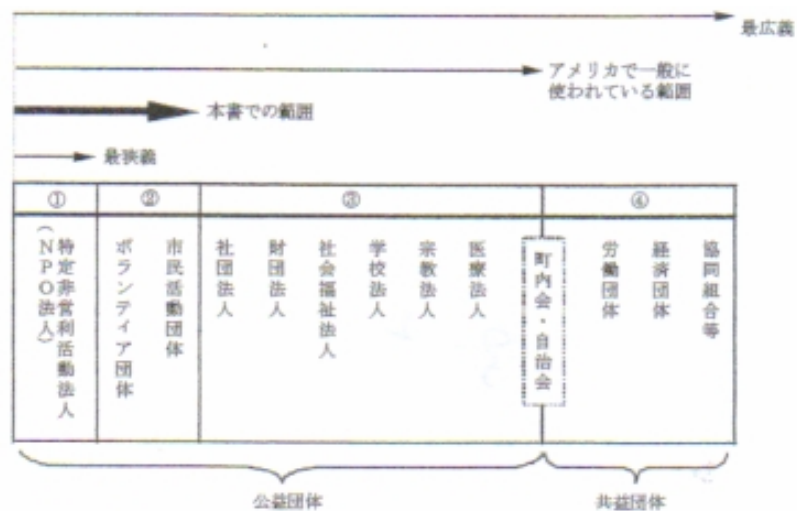 最広義
アメリカで一般に
使われている範囲
本書での範囲
最狭義
①
②
③
④
特定非営利活動法人
(NPO法人)
ボランティア団体
市民活動団体
社団法人
財団法人
社会福祉法人
学校法人
宗教法人
医療法人
町内会・自治会
労働団体
経済団体
協同組合等
公益団体
共益団体